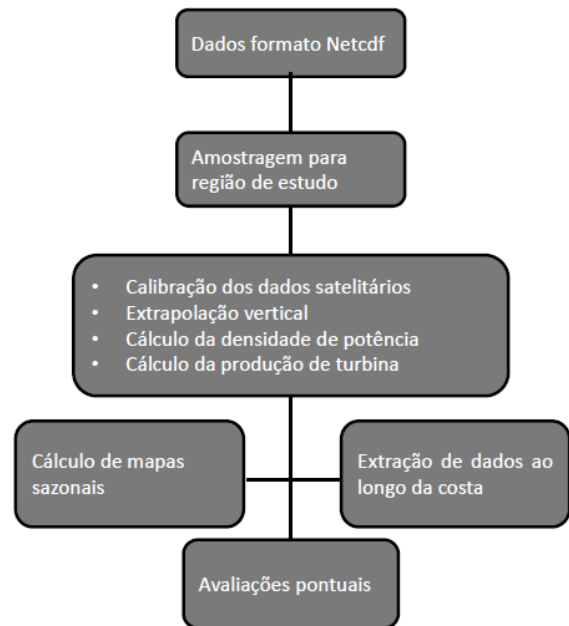 Dados formato Netcdf
Amostragem para
região de estudo
• Calibração dos dados satelitários
• Extrapolação vertical
• Cálculo da densidade de potência
• Cálculo da produção de turbina
Cálculo de mapas
sazonais
Extração de dados ao
longo da costa
Avaliações pontuais